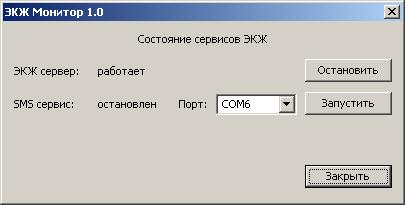 ЭКЖ Монитор 1.0
Состояние сервисов ЭКЖ
ЭКЖ сервер: работает Остановить
SMS сервис: остановлен Порт: COM6 Запустить
Закрыть